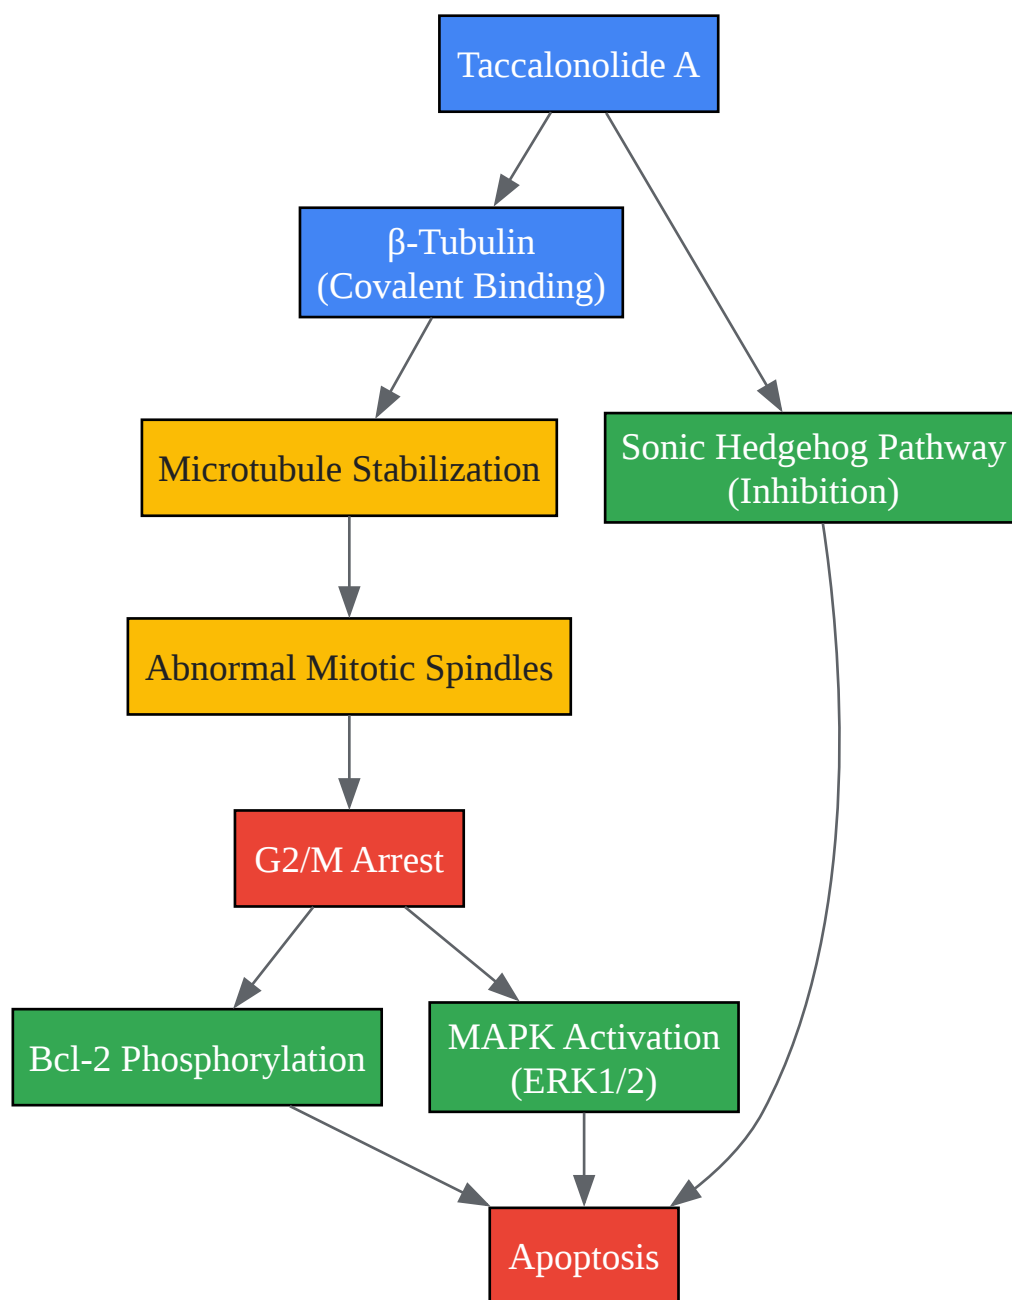 Taccalonolide A
β-Tubulin
(Covalent Binding)
Microtubule Stabilization
Sonic Hedgehog Pathway
(Inhibition)
Abnormal Mitotic Spindles
G2/M Arrest
Bcl-2 Phosphorylation
MAPK Activation
(ERK1/2)
Apoptosis